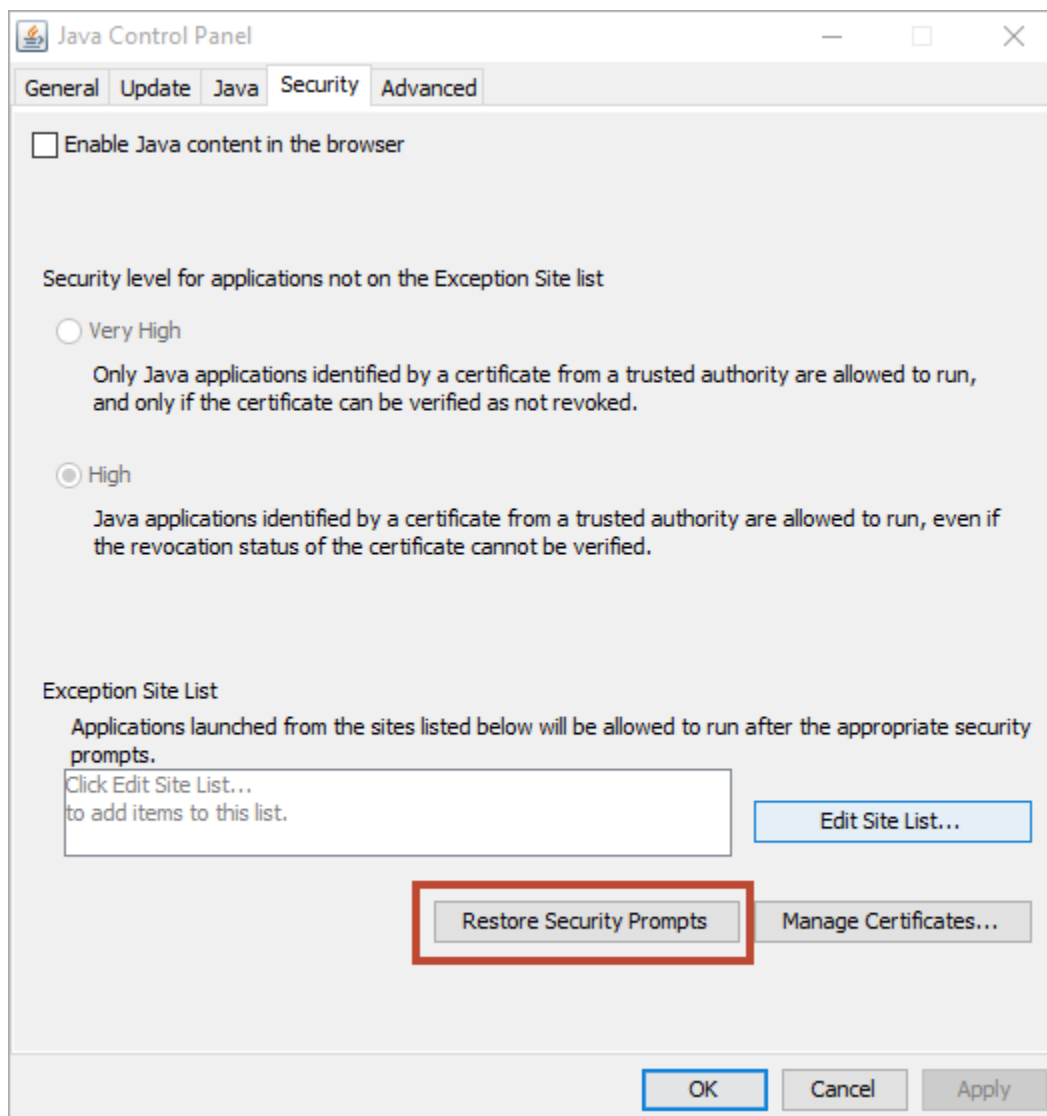 Java Control Panel
General Update Java Security Advanced
Enable Java content in the browser
Security level for applications not on the Exception Site list
Very High
Only Java applications identified by a certificate from a trusted authority are allowed to run,
and only if the certificate can be verified as not revoked.
High
Java applications identified by a certificate from a trusted authority are allowed to run, even if
the revocation status of the certificate cannot be verified.
Exception Site List
Applications launched from the sites listed below will be allowed to run after the appropriate security
prompts.
Click Edit Site List...
to add items to this list.
Edit Site List...
Restore Security Prompts Manage Certificates...
OK Cancel Apply